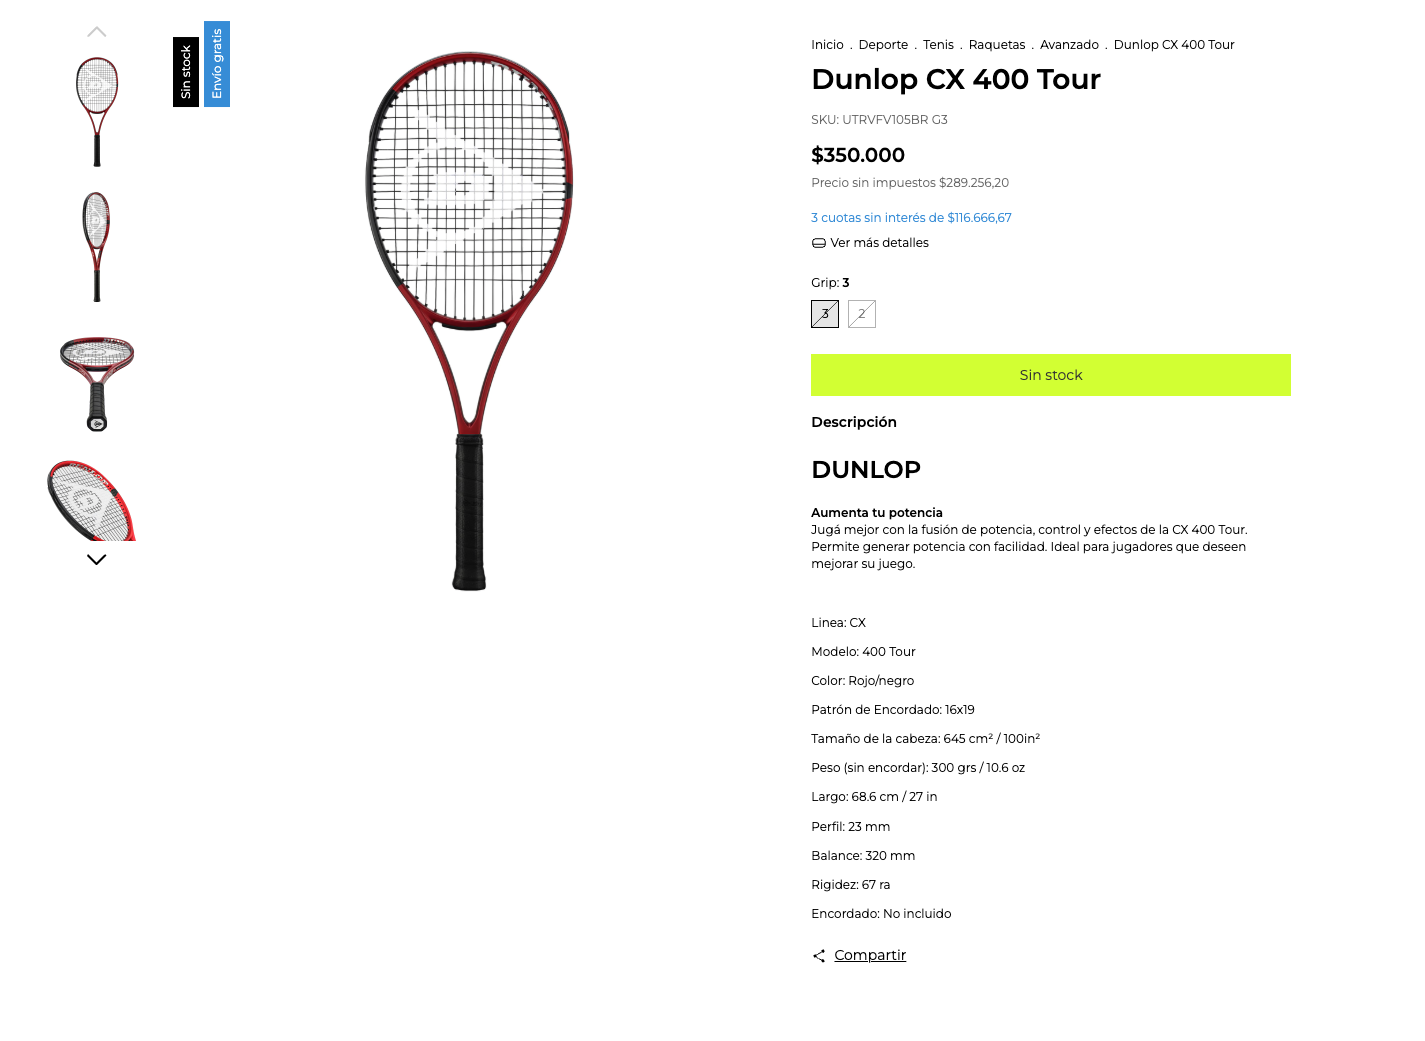 Sin stock
Envío gratis
Inicio . Deporte . Tenis . Raquetas . Avanzado . Dunlop CX 400 Tour
Dunlop CX 400 Tour
SKU: UTRVFV105BR G3
$350.000
Precio sin impuestos $289.256,20
3 cuotas sin interés de $116.666,67
Ver más detalles
Grip: 3
3 2
Sin stock
Descripción
DUNLOP
Aumenta tu potencia
Jugá mejor con la fusión de potencia, control y efectos de la CX 400 Tour.
Permite generar potencia con facilidad. Ideal para jugadores que deseen
mejorar su juego.
Linea: CX
Modelo: 400 Tour
Color: Rojo/negro
Patrón de Encordado: 16x19
Tamaño de la cabeza: 645 cm² / 100in²
Peso (sin encordar): 300 grs / 10.6 oz
Largo: 68.6 cm / 27 in
Perfil: 23 mm
Balance: 320 mm
Rigidez: 67 ra
Encordado: No incluido
Compartir